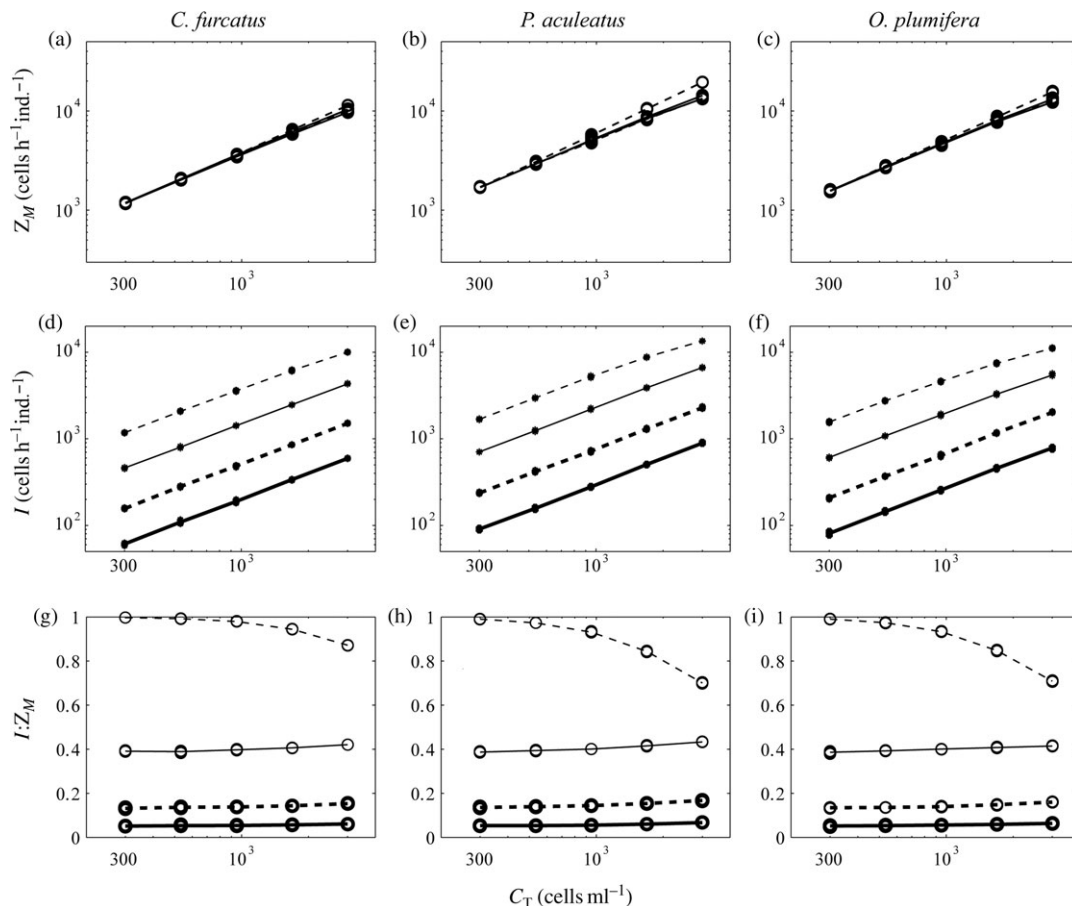 C. furcatus P. aculeatus O. plumifera
(a) (b) (c)
Z_M (cells h⁻¹ind.⁻¹)
10⁴ 10⁴ 10⁴
10³ 10³ 10³
300 10³ 300 10³ 300 10³
(d) (e) (f)
I (cells h⁻¹ind.⁻¹)
10⁴ 10⁴ 10⁴
10³ 10³ 10³
10² 10² 10²
300 10³ 300 10³ 300 10³
(g) (h) (i)
I:Z_M
1 1 1
0.8 0.8 0.8
0.6 0.6 0.6
0.4 0.4 0.4
0.2 0.2 0.2
0 0 0
300 10³ 300 10³ 300 10³
C_T (cells ml⁻¹)